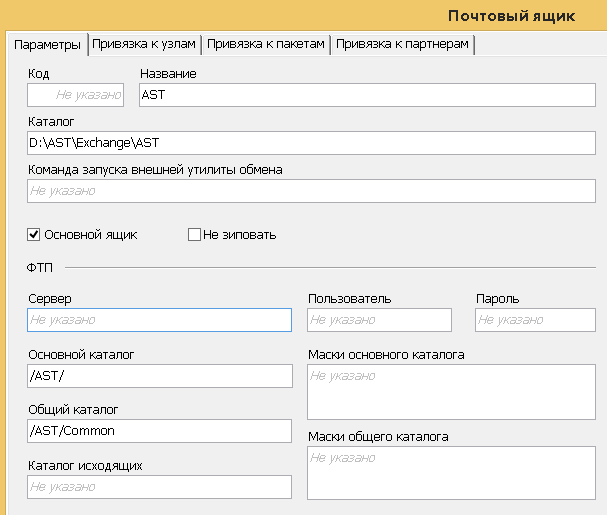 Почтовый ящик
Параметры Привязка к узлам Привязка к пакетам Привязка к партнерам
Код Название
Не указано AST
Каталог
D:\AST\Exchange\AST
Команда запуска внешней утилиты обмена
Не указано
Основной ящик Не зиповать
ФТП
Сервер Пользователь Пароль
Не указано Не указано Не указано
Основной каталог Маски основного каталога
/AST/ Не указано
Общий каталог
/AST/Common
Маски общего каталога
Не указано
Каталог исходящих
Не указано